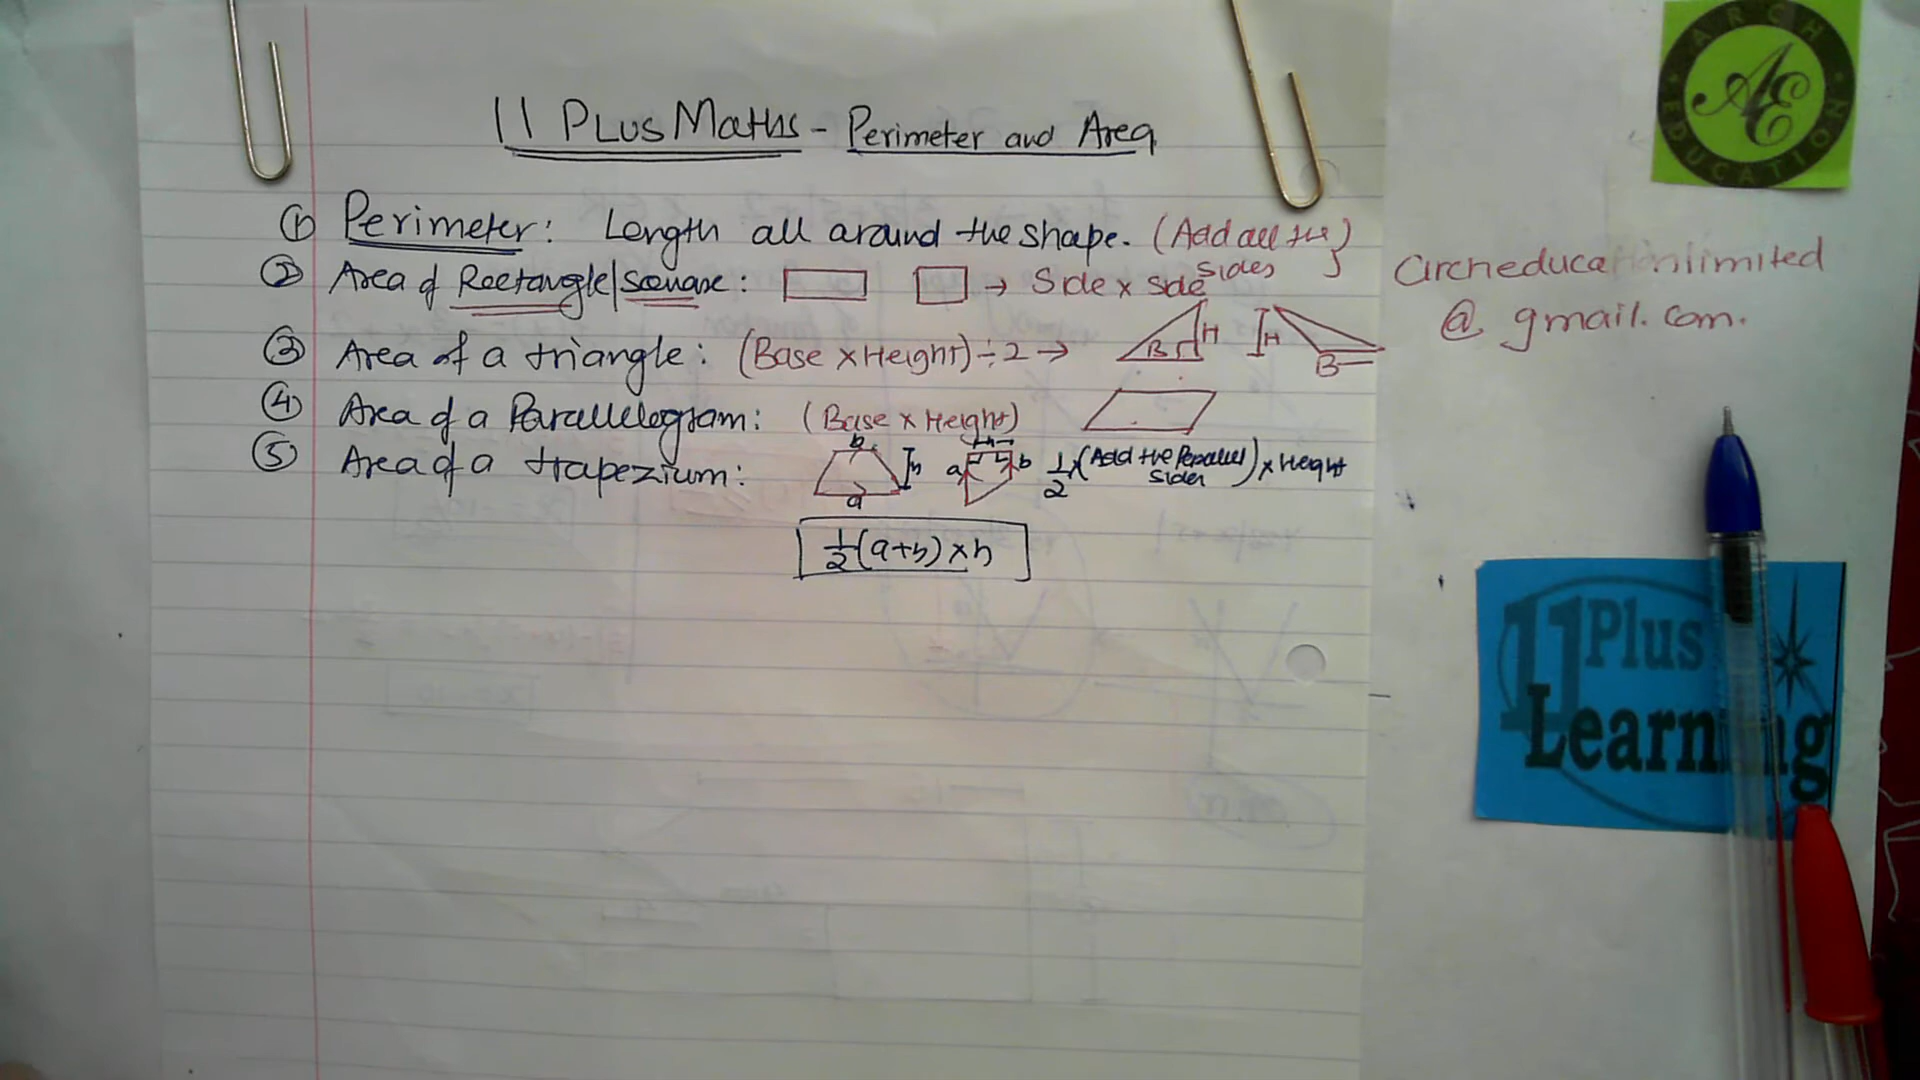 11 PLUS Maths - Perimeter and Area
① Perimeter: Length all around the shape. (Add all the sides)
② Area of Rectangle/square: → Side x side
③ Area of a triangle: (Base x Height) ÷ 2 → B H H B
④ Area of a Parallelogram: (Base x Height)
⑤ Area of a trapezium: b h a h a b 1/2 x (Add the Parallel sides) x Height
1/2 (a+b) x h
ARCH EDUCATION
AE
@ gmail.com.
11 Plus
Learning